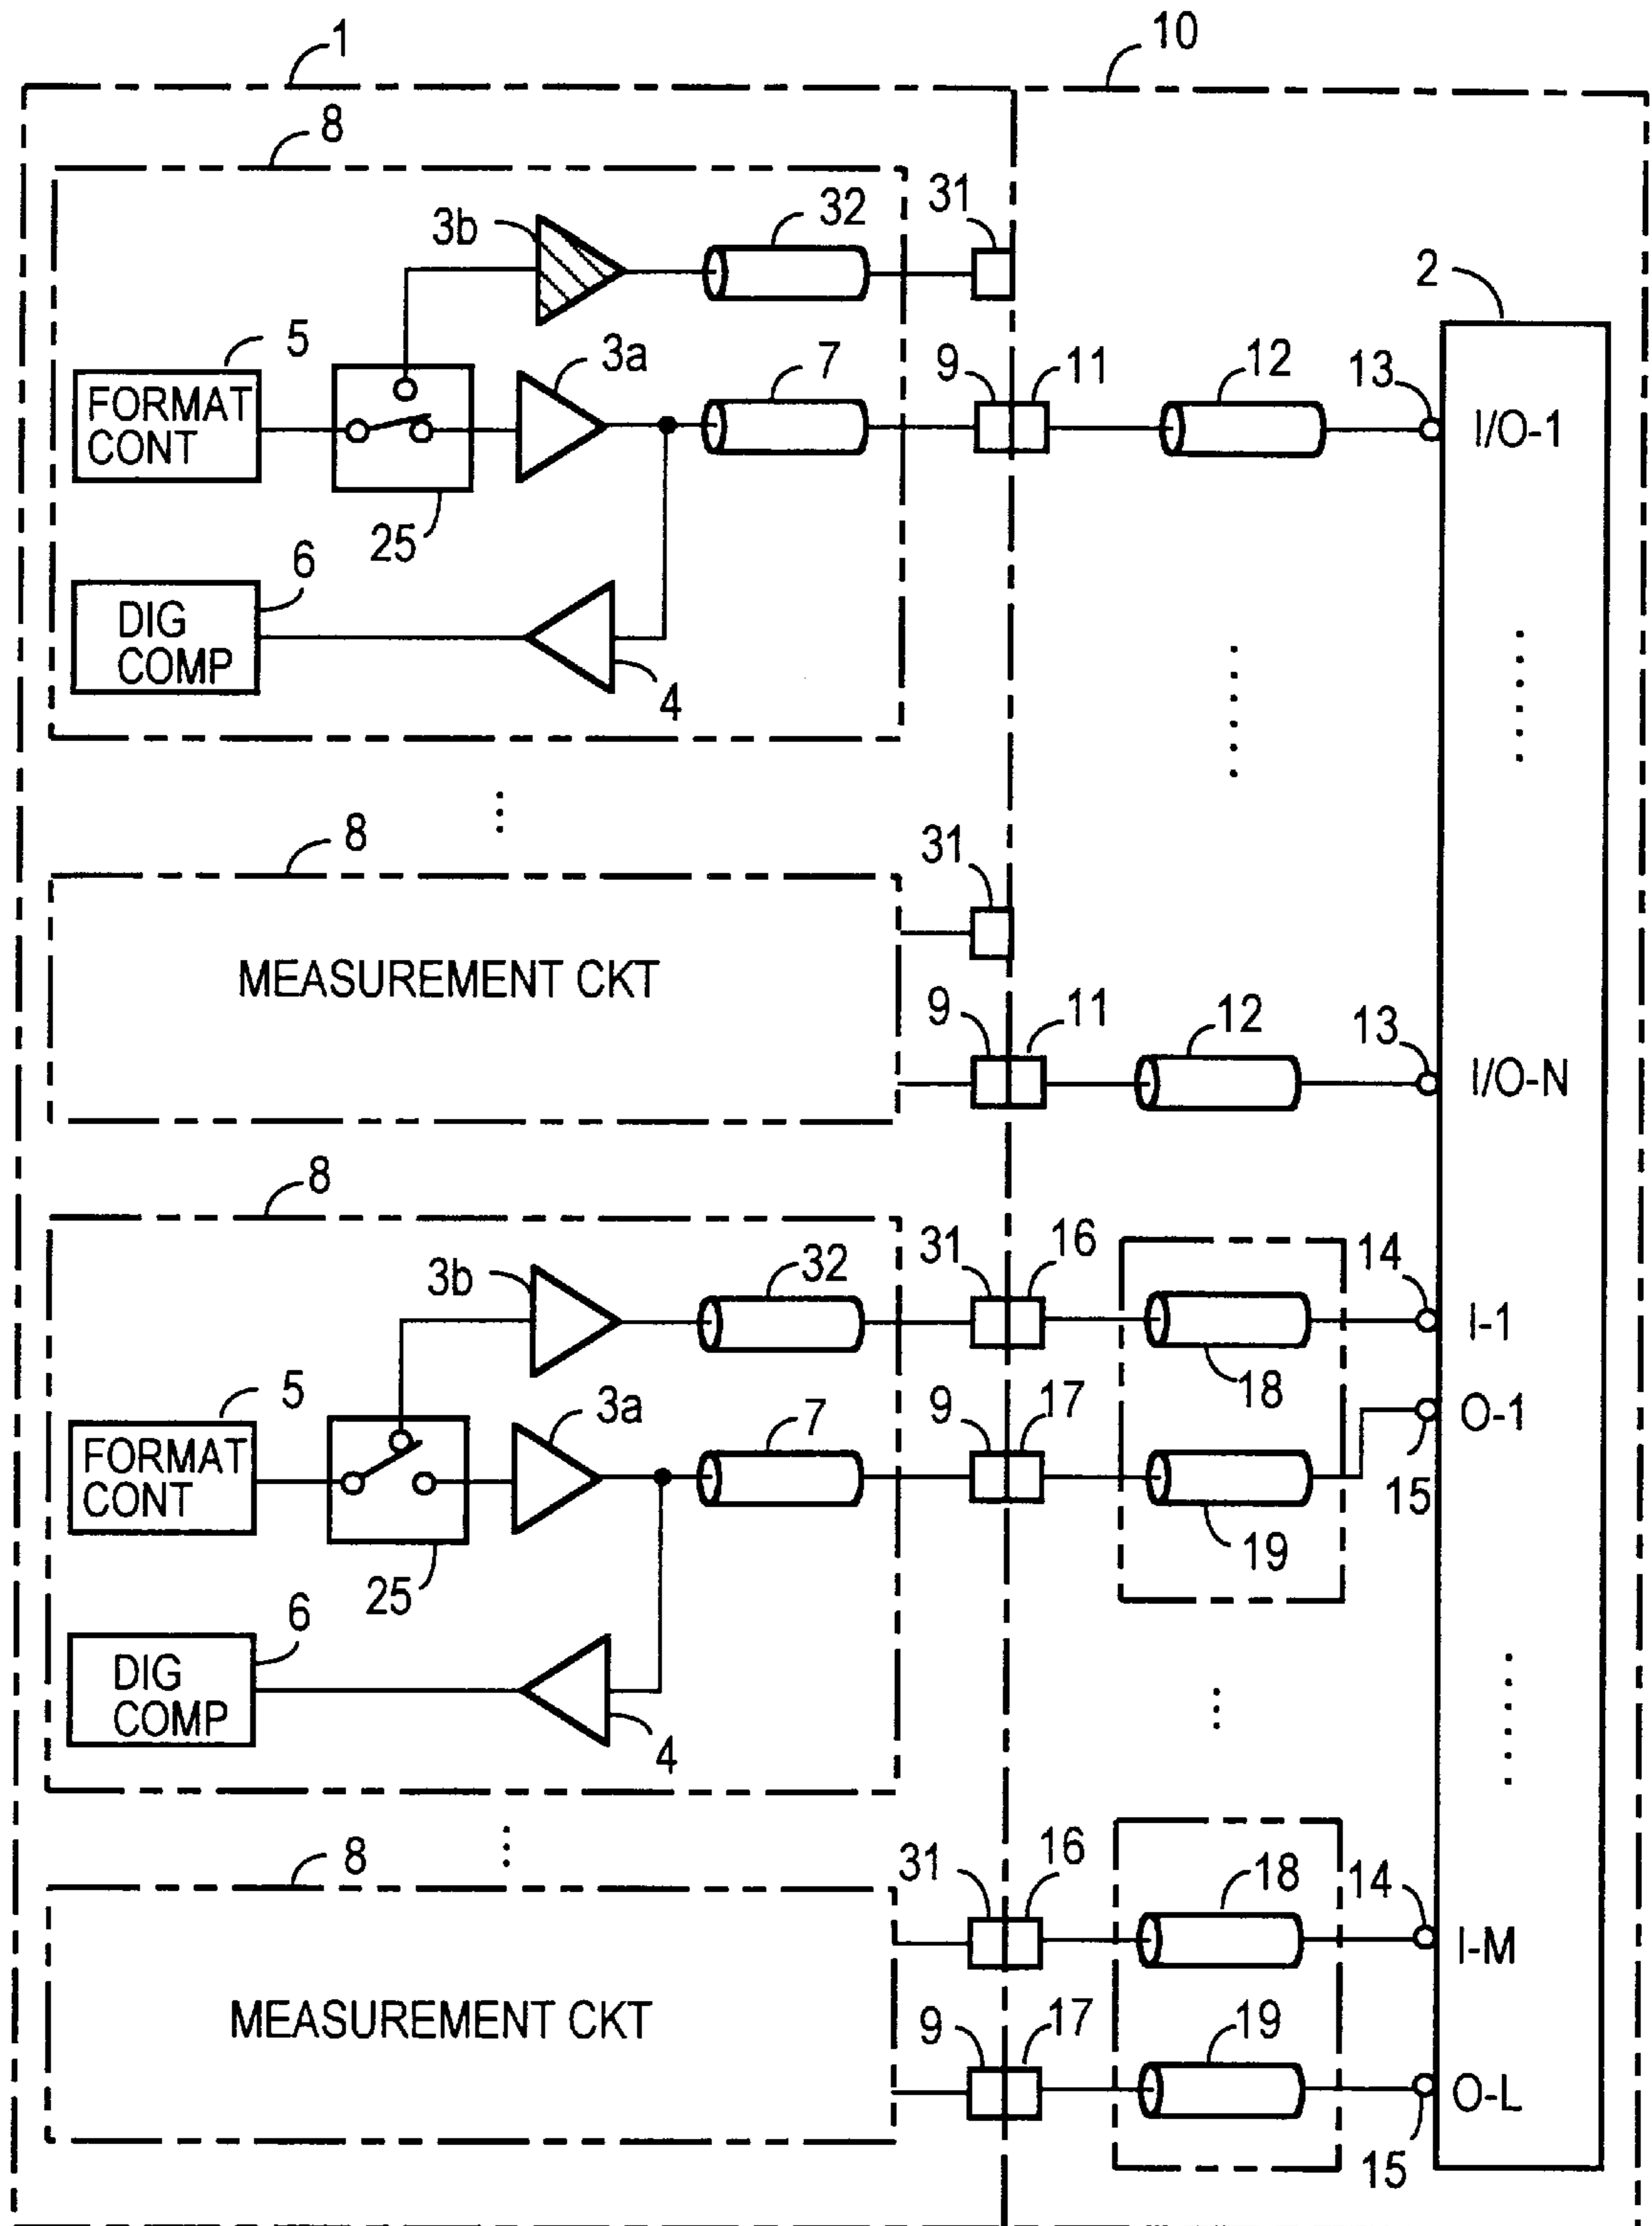 1
10
8
3b
32
31
2
5
3a
7
9
11
12
13
FORMAT
CONT
I/O-1
25
6
DIG
COMP
4
8
31
MEASUREMENT CKT
9
11
12
13
I/O-N
8
3b
32
31
16
14
I-1
18
5
3a
7
9
17
O-1
FORMAT
CONT
15
19
25
6
DIG
COMP
4
8
31
16
18
14
I-M
MEASUREMENT CKT
9
17
19
O-L
15